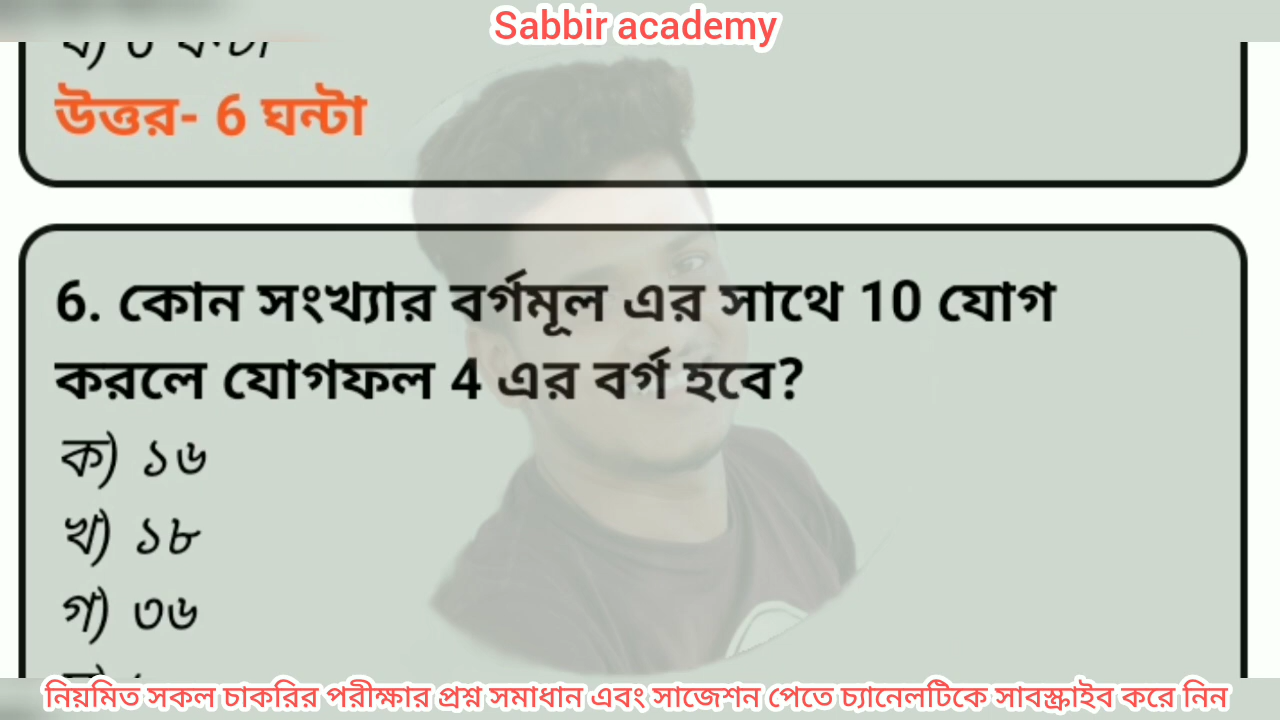 Sabbir academy
উত্তর- 6 ঘন্টা
6. কোন সংখ্যার বর্গমূল এর সাথে 10 যোগ
করলে যোগফল 4 এর বর্গ হবে?
ক) ১৬
খ) ১৮
গ) ৩৬
নিয়মিত সকল চাকরির পরীক্ষার প্রশ্ন সমাধান এবং সাজেশন পেতে চ্যানেলটিকে সাবস্ক্রাইব করে নিন